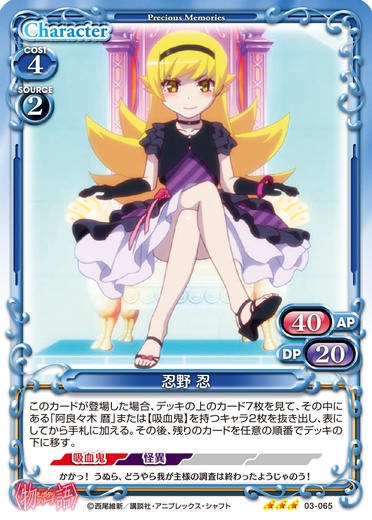 Precious Memories
Character
COST
4
SOURCE
2
40 AP
DP 20
忍野 忍
このカードが登場した場合、デッキの上のカード7枚を見て、その中に
ある「阿良々木 暦」または【吸血鬼】を持つキャラ2枚を抜き出し、表に
してから手札に加える。その後、残りのカードを任意の順番でデッキの
下に移す。
吸血鬼 怪異
かかっ! うぬら、どうやら我が主様の調査は終わったようじゃのう!
©西尾維新/講談社・アニプレックス・シャフト
03-065